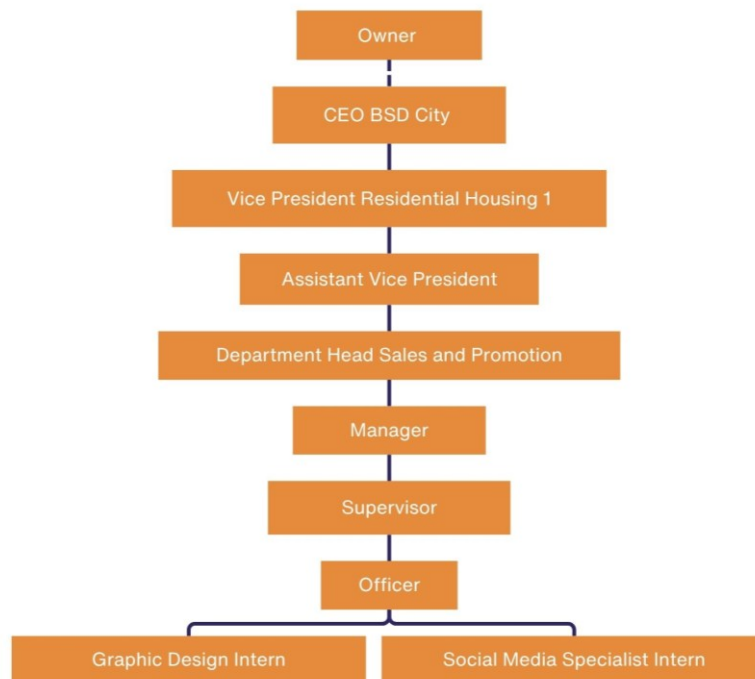 Owner
CEO BSD City
Vice President Residential Housing 1
Assistant Vice President
Department Head Sales and Promotion
Manager
Supervisor
Officer
Graphic Design Intern
Social Media Specialist Intern